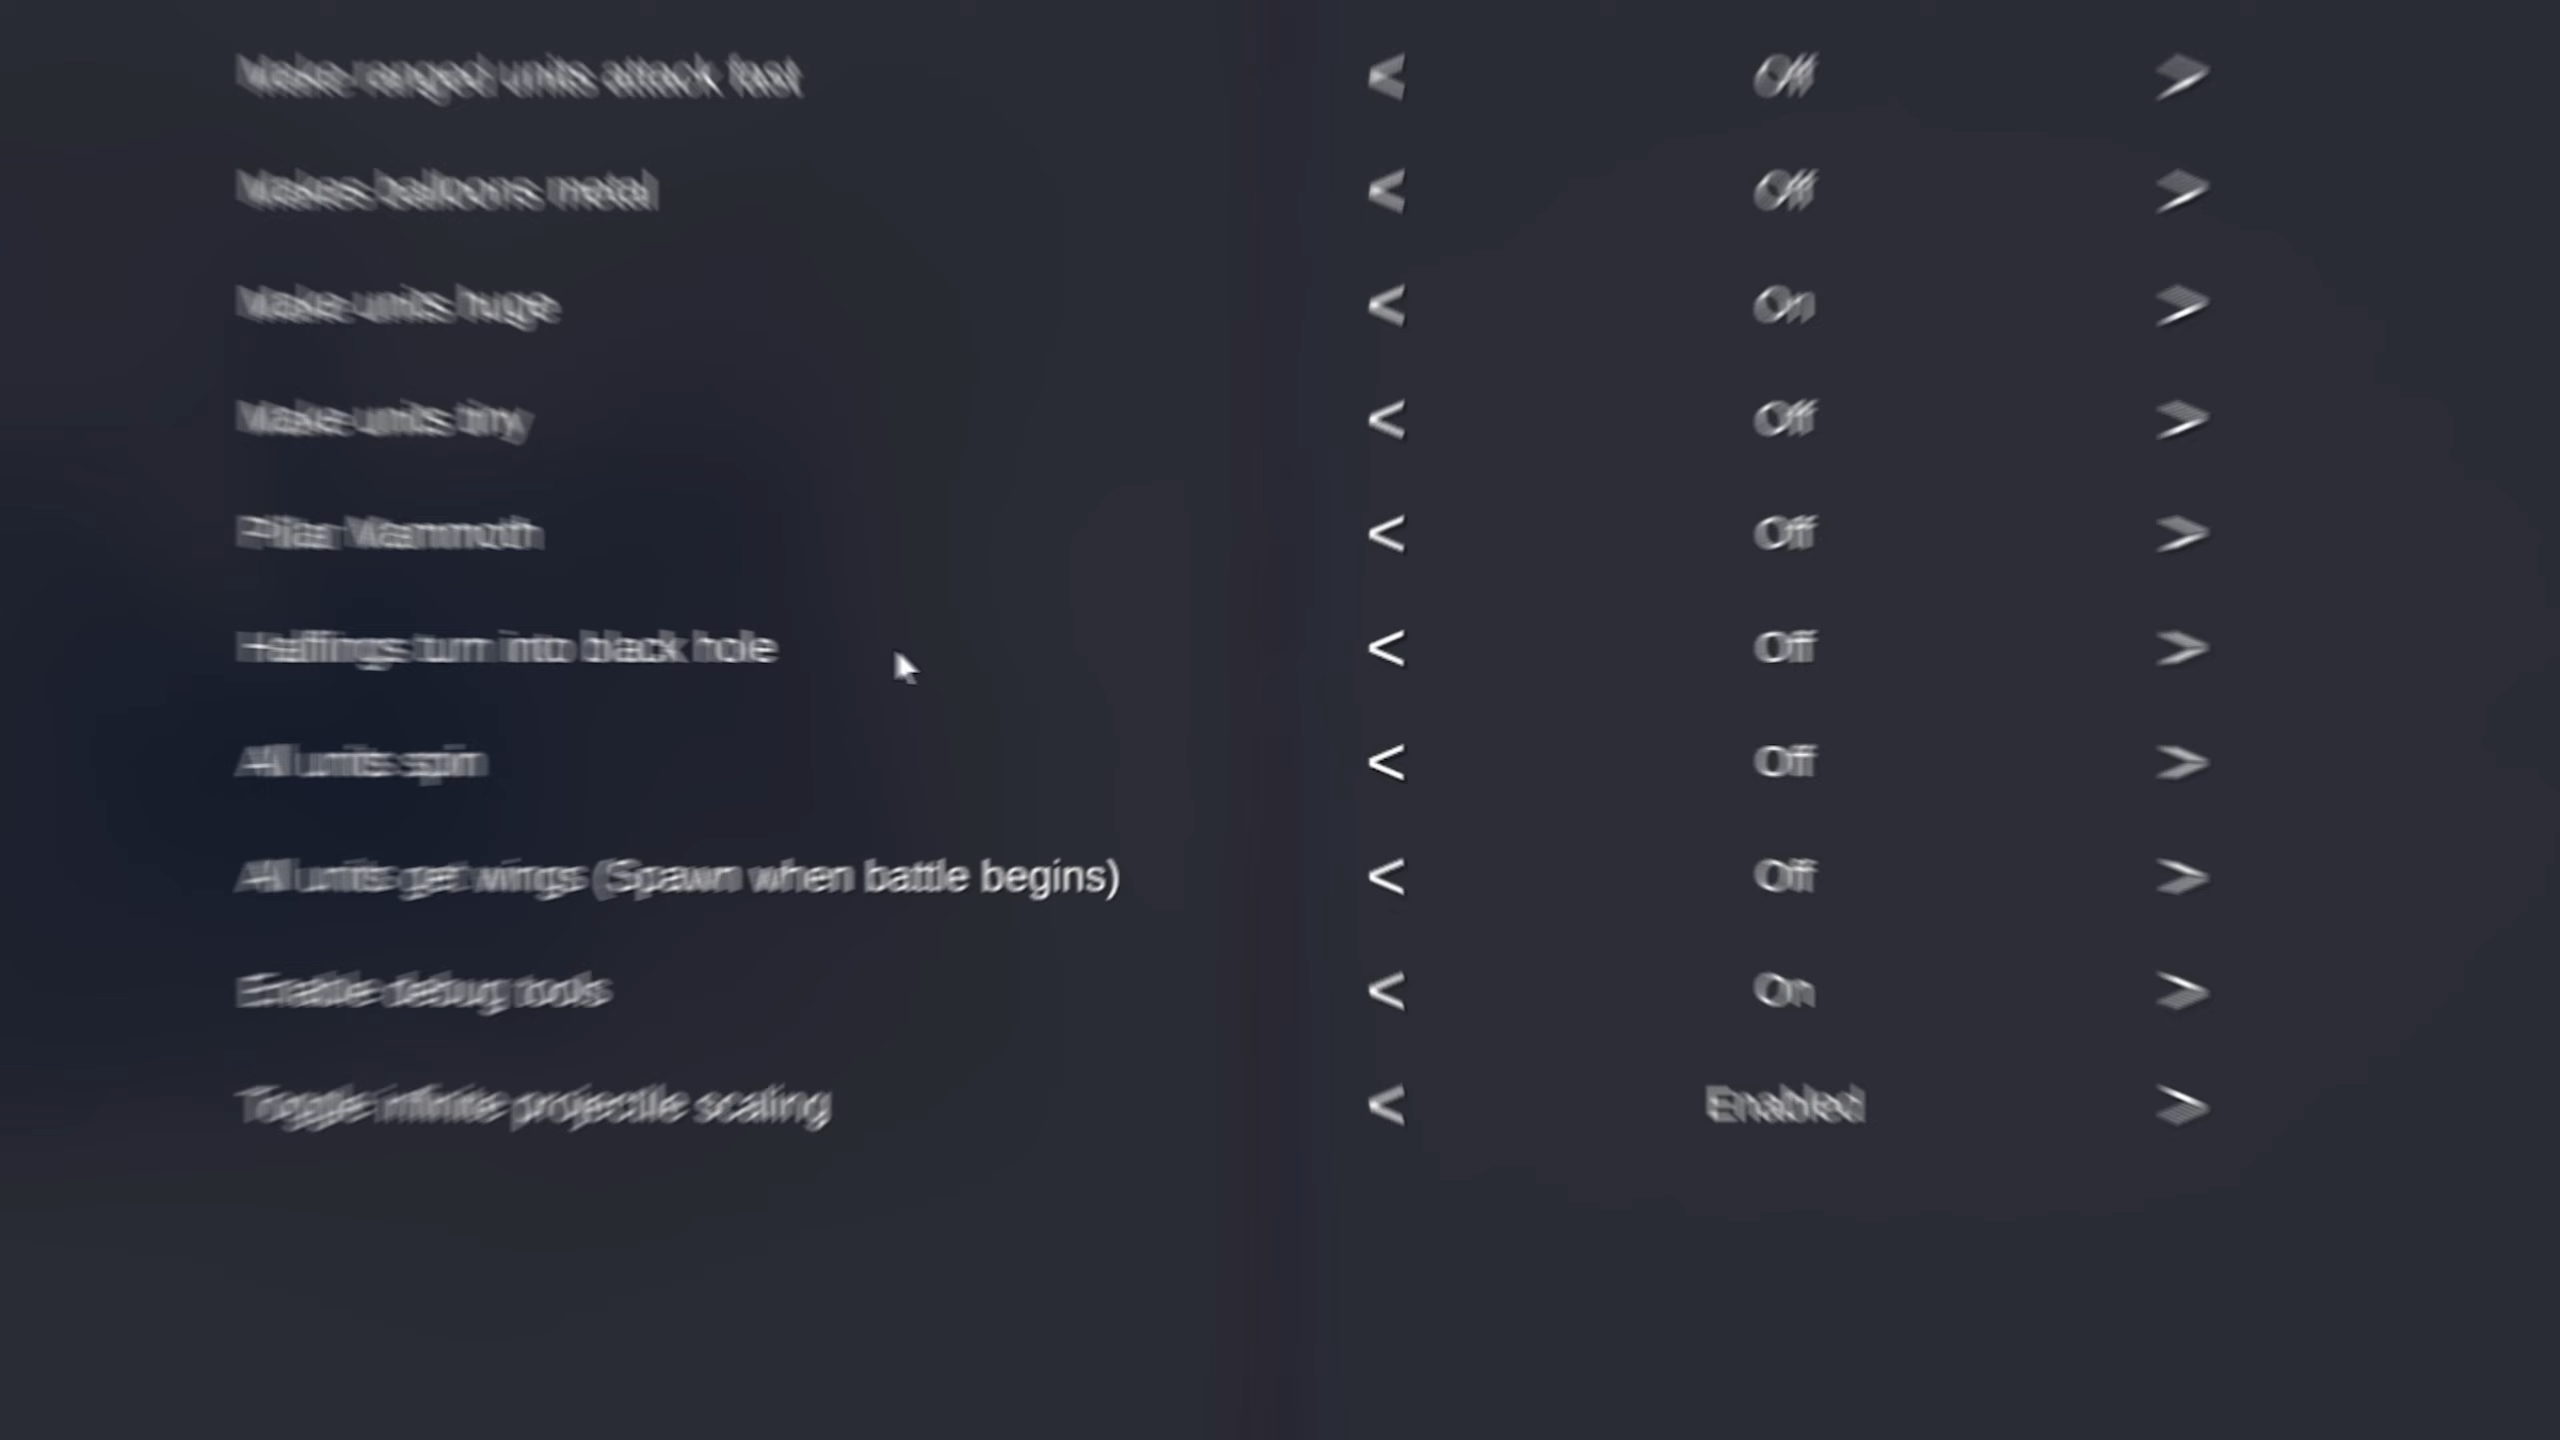 Make ranged units attack fast < Off >
Makes balloons metal < Off >
Make units huge < On >
Make units tiny < Off >
Pilar Mammoth < Off >
Halflings turn into black hole < Off >
All units spin < Off >
All units get wings (Spawn when battle begins) < Off >
Enable debug tools < On >
Toggle infinite projectile scaling < Enabled >